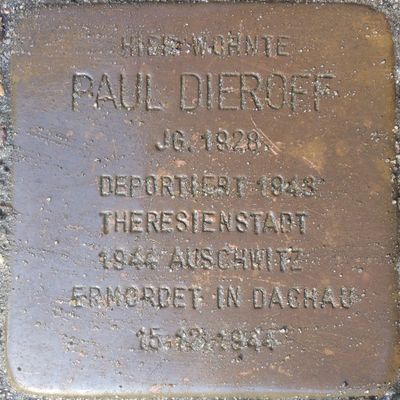 HIER WOHNTE
PAUL DIEROFF
JG. 1928
DEPORTIERT 1943
THERESIENSTADT
1944 AUSCHWITZ
ERMORDET IN DACHAU
15.12.1944